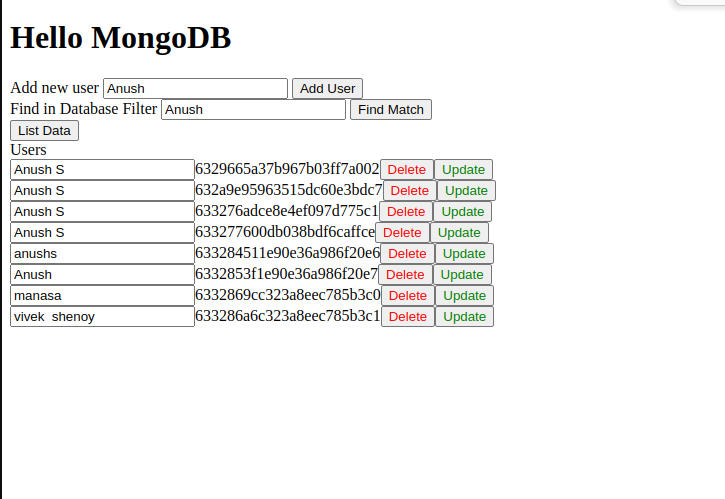 Hello MongoDB
Add new user Anush Add User
Find in Database Filter Anush Find Match
List Data
Users
Anush S 6329665a37b967b03ff7a002 Delete Update
Anush S 632a9e95963515dc60e3bdc7 Delete Update
Anush S 633276adce8e4ef097d775c1 Delete Update
Anush S 633277600db038bdf6caffce Delete Update
anushs 633284511e90e36a986f20e6 Delete Update
Anush 6332853f1e90e36a986f20e7 Delete Update
manasa 6332869cc323a8eec785b3c0 Delete Update
vivek  shenoy 633286a6c323a8eec785b3c1 Delete Update